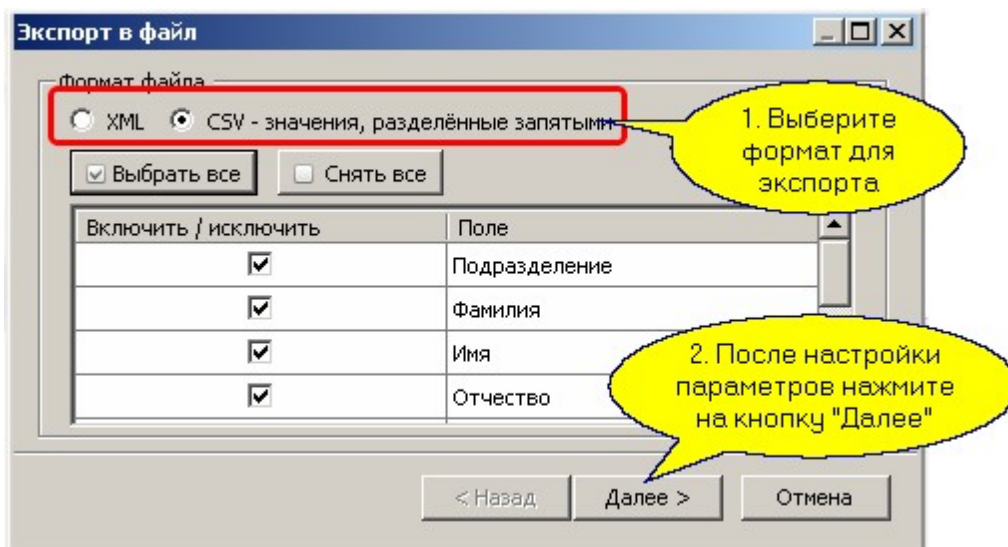 Экспорт в файл
Формат файла
XML CSV - значения, разделённые запятыми
1. Выберите
формат для
экспорта
Выбрать все Снять все
Включить / исключить Поле
Подразделение
Фамилия
Имя
Отчество
2. После настройки
параметров нажмите
на кнопку "Далее"
< Назад Далее > Отмена